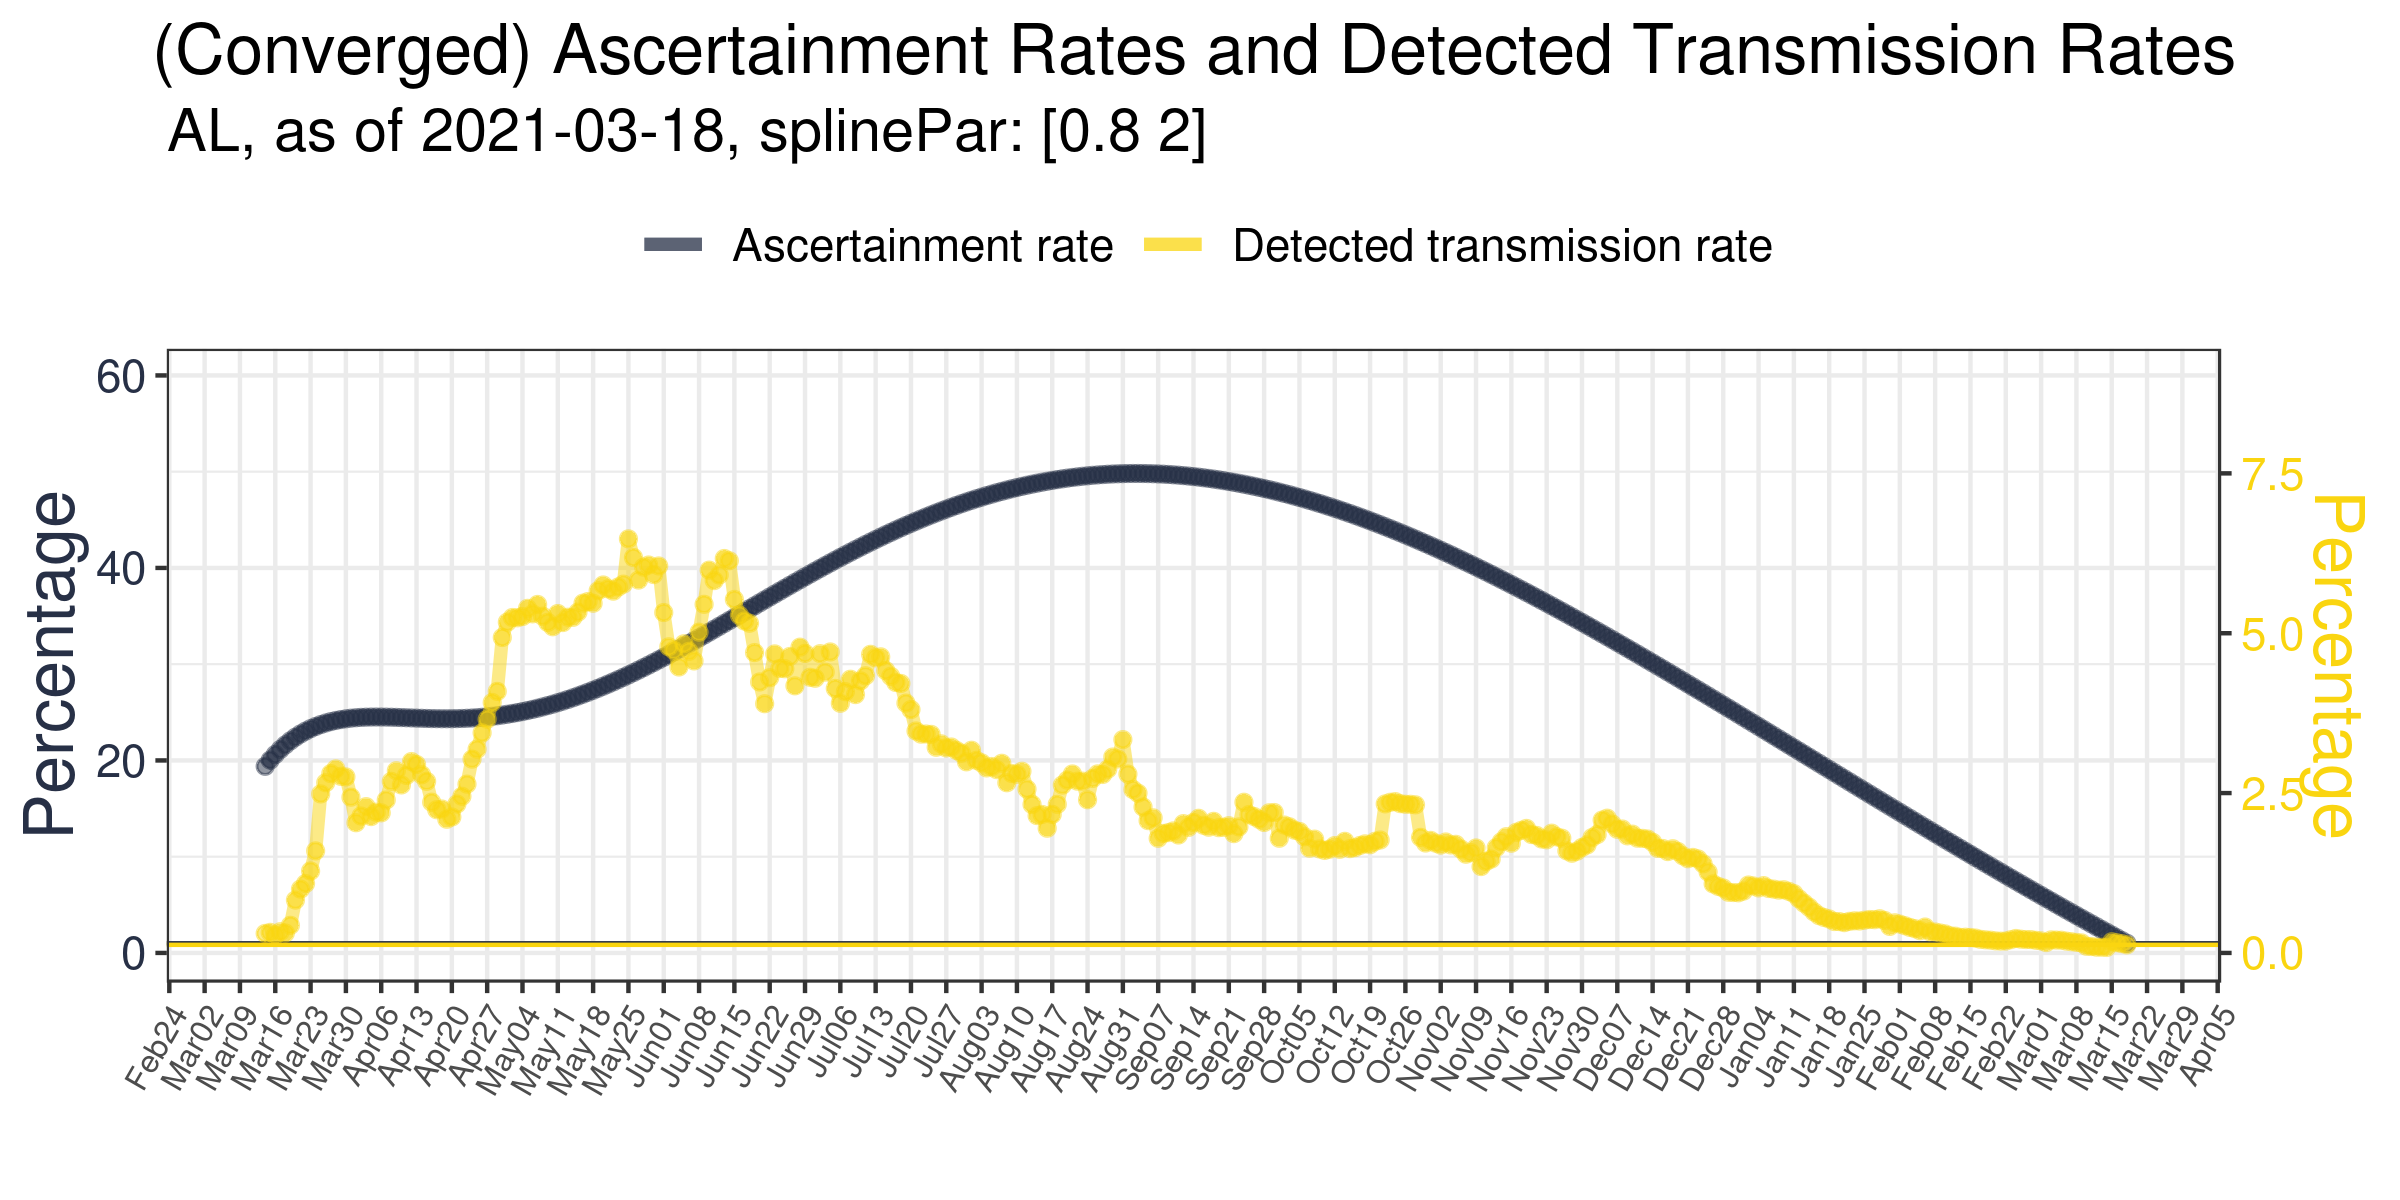 (Converged) Ascertainment Rates and Detected Transmission Rates
AL, as of 2021-03-18, splinePar: [0.8 2]
Ascertainment rate
Detected transmission rate
Percentage
60
40
20
0
7.5
5.0
2.5
0.0
Percentage
Feb24
Mar02
Mar09
Mar16
Mar23
Mar30
Apr06
Apr13
Apr20
Apr27
May04
May11
May18
May25
Jun01
Jun08
Jun15
Jun22
Jun29
Jul06
Jul13
Jul20
Jul27
Aug03
Aug10
Aug17
Aug24
Aug31
Sep07
Sep14
Sep21
Sep28
Oct05
Oct12
Oct19
Oct26
Nov02
Nov09
Nov16
Nov23
Nov30
Dec07
Dec14
Dec21
Dec28
Dec04
Jan11
Jan18
Jan25
Feb01
Feb08
Feb15
Feb22
Mar01
Mar08
Mar15
Mar22
Mar29
Apr05